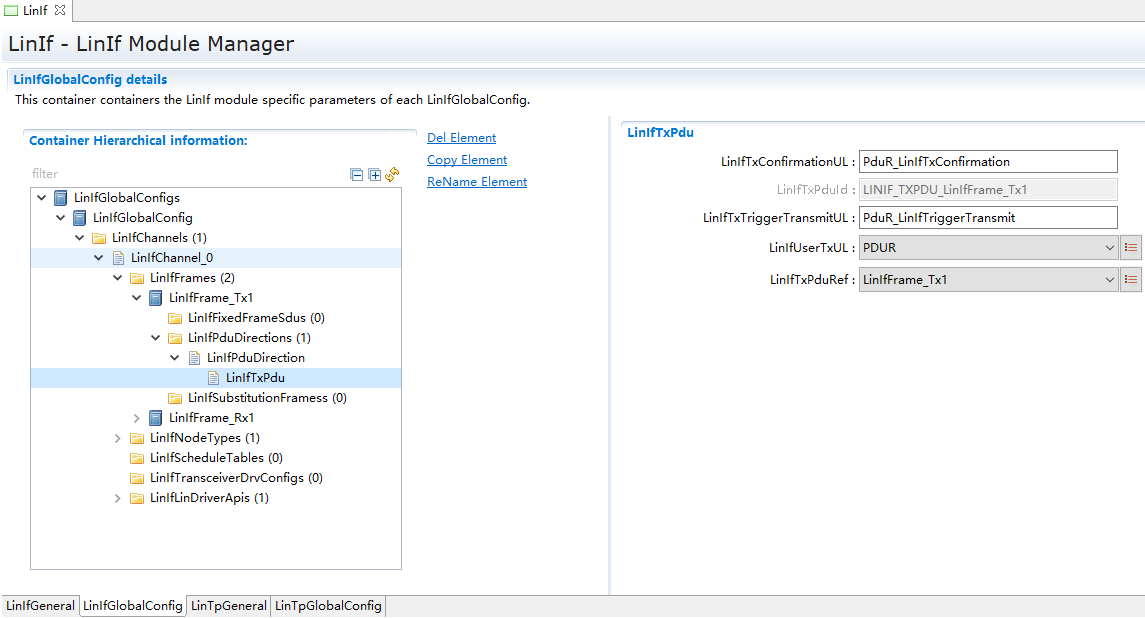 LinIf
LinIf - LinIf Module Manager
LinIfGlobalConfig details
This container containers the LinIf module specific parameters of each LinIfGlobalConfig.
Container Hierarchical information:
filter
LinIfGlobalConfigs
LinIfGlobalConfig
LinIfChannels (1)
LinIfChannel_0
LinIfFrames (2)
LinIfFrame_Tx1
LinIfFixedFrameSdus (0)
LinIfPduDirections (1)
LinIfPduDirection
LinIfTxPdu
LinIfSubstitutionFramess (0)
LinIfFrame_Rx1
LinIfNodeTypes (1)
LinIfScheduleTables (0)
LinIfTransceiverDrvConfigs (0)
LinIfLinDriverApis (1)
Del Element
Copy Element
ReName Element
LinIfTxPdu
LinIfTxConfirmationUL : PduR_LinIfTxConfirmation
LinIfTxPduId : LINIF_TXPDU_LinIfFrame_Tx1
LinIfTxTriggerTransmitUL : PduR_LinIfTriggerTransmit
LinIfUserTxUL : PDUR
LinIfTxPduRef : LinIfFrame_Tx1
LinIfGeneral LinIfGlobalConfig LinTpGeneral LinTpGlobalConfig